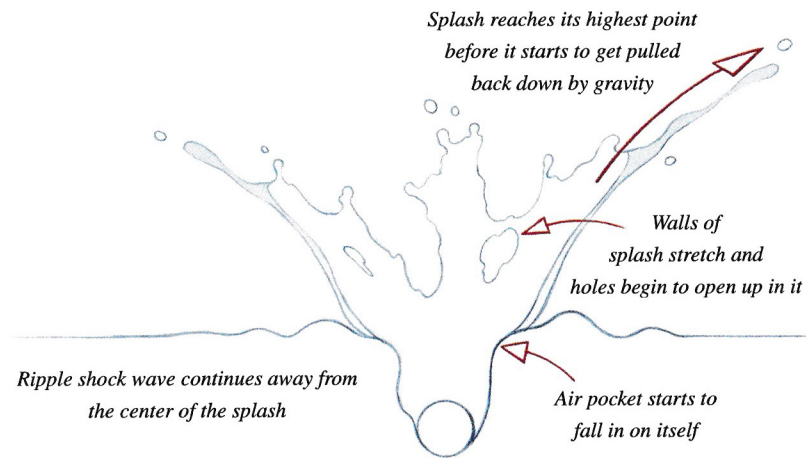 Splash reaches its highest point
before it starts to get pulled
back down by gravity
Walls of
splash stretch and
holes begin to open up in it
Ripple shock wave continues away from
the center of the splash
Air pocket starts to
fall in on itself